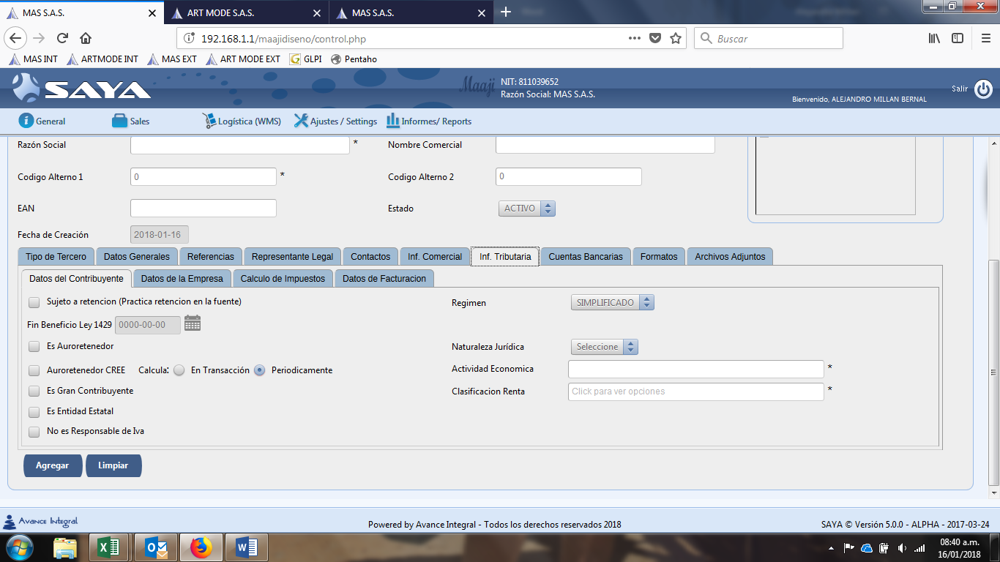 MAS S.A.S.
ART MODE S.A.S.
MAS S.A.S.
192.168.1.1/maajidiseno/control.php
Buscar
MAS INT
ARTMODE INT
MAS EXT
ART MODE EXT
GLPI
Pentaho
SAYA
Maaji
NIT: 811039652
Razón Social: MAS S.A.S.
Salir
Bienvenido, ALEJANDRO MILLAN BERNAL
General
Sales
Logística (WMS)
Ajustes / Settings
Informes/ Reports
Razón Social *
Nombre Comercial
Codigo Alterno 1 0 *
Codigo Alterno 2 0
EAN
Estado ACTIVO
Fecha de Creación 2018-01-16
Tipo de Tercero
Datos Generales
Referencias
Representante Legal
Contactos
Inf. Comercial
Inf. Tributaria
Cuentas Bancarias
Formatos
Archivos Adjuntos
Datos del Contribuyente
Datos de la Empresa
Calculo de Impuestos
Datos de Facturacion
Sujeto a retencion (Practica retencion en la fuente)
Regimen SIMPLIFICADO
Fin Beneficio Ley 1429 0000-00-00
Es Auroretenedor
Naturaleza Jurídica Seleccione
Auroretenedor CREE Calcula: En Transacción Periodicamente
Actividad Economica *
Es Gran Contribuyente
Clasificacion Renta Click para ver opciones *
Es Entidad Estatal
No es Responsable de Iva
Agregar
Limpiar
Avance Integral
Powered by Avance Integral - Todos los derechos reservados 2018
SAYA © Versión 5.0.0 - ALPHA - 2017-03-24
08:40 a.m.
16/01/2018